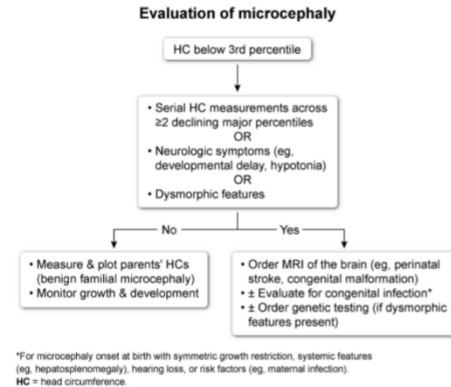 Evaluation of microcephaly
HC below 3rd percentile
• Serial HC measurements across
≥2 declining major percentiles
OR
• Neurologic symptoms (eg,
developmental delay, hypotonia)
OR
• Dysmorphic features
No
Yes
• Measure & plot parents' HCs
(benign familial microcephaly)
• Monitor growth & development
• Order MRI of the brain (eg, perinatal
stroke, congenital malformation)
• ± Evaluate for congenital infection*
• ± Order genetic testing (if dysmorphic
features present)
*For microcephaly onset at birth with symmetric growth restriction, systemic features
(eg, hepatosplenomegaly), hearing loss, or risk factors (eg, maternal infection).
HC = head circumference.